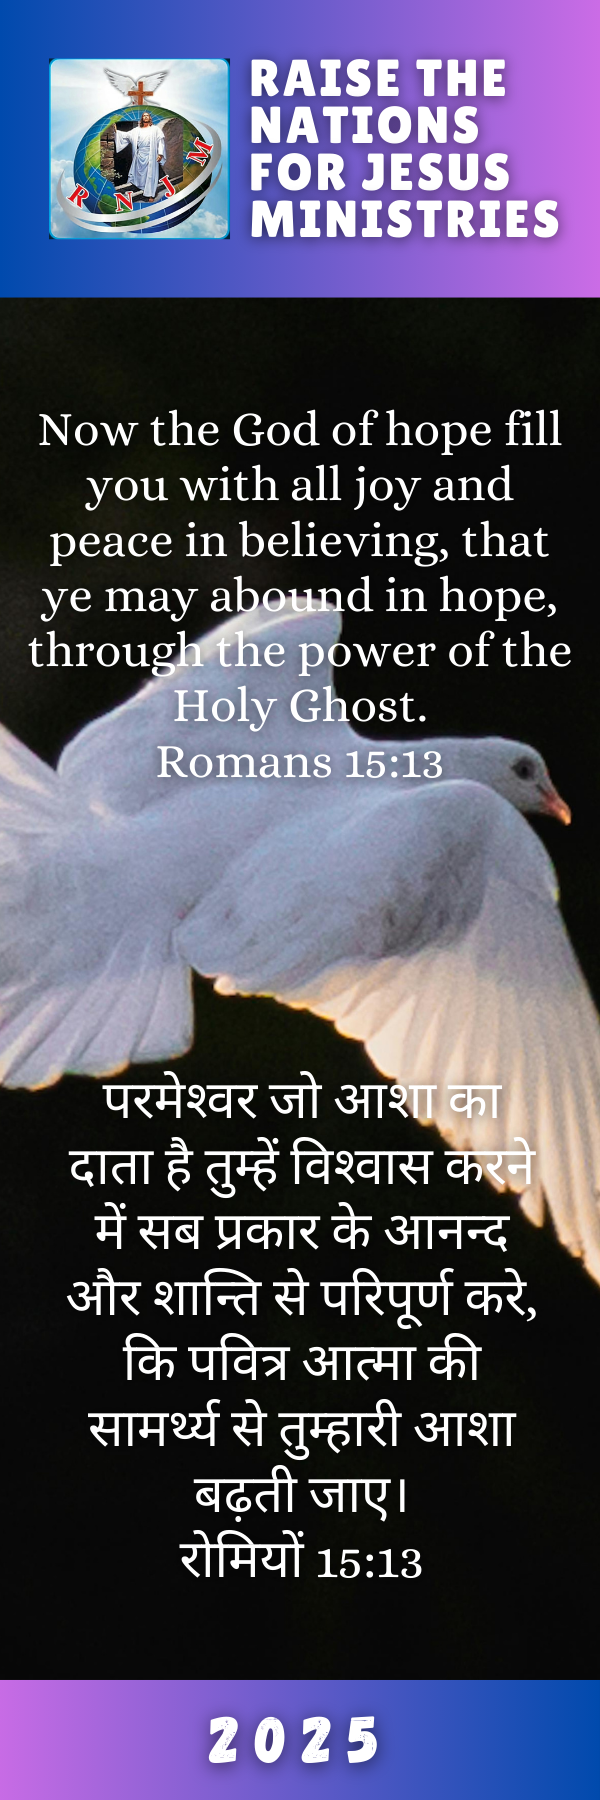 R N J M
RAISE THE
NATIONS
FOR JESUS
MINISTRIES
Now the God of hope fill
you with all joy and
peace in believing, that
ye may abound in hope,
through the power of the
Holy Ghost.
Romans 15:13
परमेश्वर जो आशा का
दाता है तुम्हें विश्वास करने
में सब प्रकार के आनन्द
और शान्ति से परिपूर्ण करे,
कि पवित्र आत्मा की
सामर्थ्य से तुम्हारी आशा
बढ़ती जाए।
रोमियों 15:13
2025